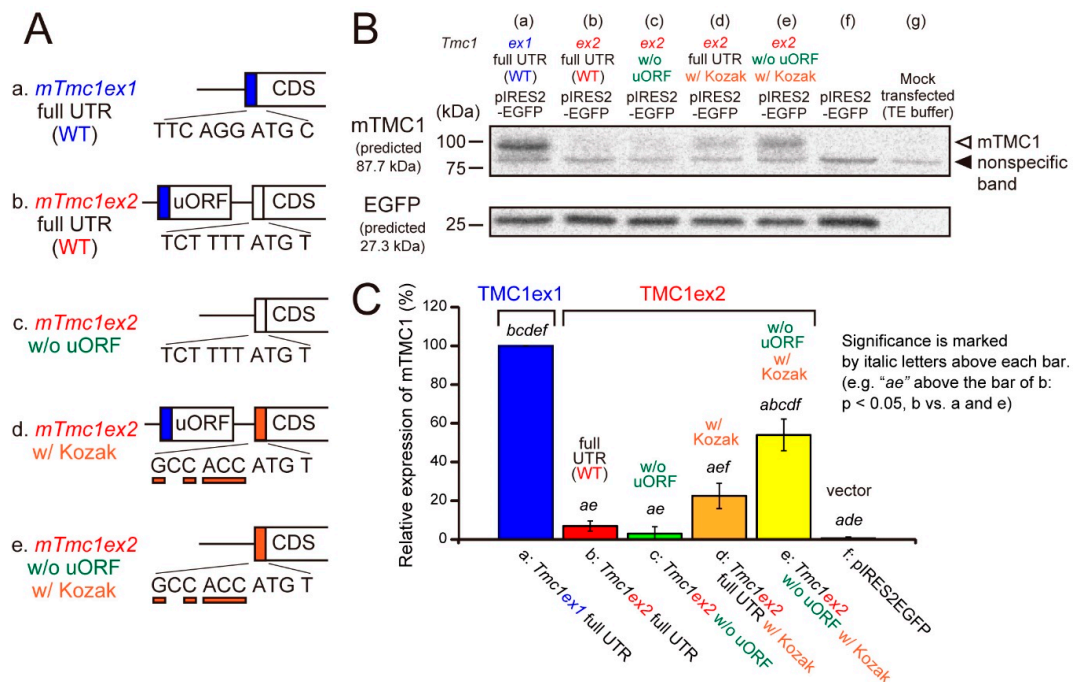 A
a. mTmc1ex1
full UTR
(WT)
CDS
TTC AGG ATG C
b. mTmc1ex2
full UTR
(WT)
uORF
CDS
TCT TTT ATG T
c. mTmc1ex2
w/o uORF
CDS
TCT TTT ATG T
d. mTmc1ex2
w/ Kozak
uORF
CDS
GCC ACC ATG T
e. mTmc1ex2
w/o uORF
w/ Kozak
CDS
GCC ACC ATG T
B
(a) (b) (c) (d) (e) (f) (g)
Tmc1 ex1 ex2 ex2 ex2 ex2
full UTR full UTR w/o full UTR w/o uORF
(WT) (WT) uORF w/ Kozak w/ Kozak Mock
pIRES2 pIRES2 pIRES2 pIRES2 pIRES2 pIRES2 transfected
-EGFP -EGFP -EGFP -EGFP -EGFP -EGFP (TE buffer)
(kDa)
mTMC1
(predicted
87.7 kDa)
100
75
mTMC1
nonspecific
band
EGFP
(predicted
27.3 kDa)
25
C
Relative expression of mTMC1 (%)
120
100
80
60
40
20
0
TMC1ex1 TMC1ex2
bcdef
full
UTR
(WT)
ae
w/o
uORF
ae
w/
Kozak
aef
w/o
uORF
w/
Kozak
abcdf
vector
ade
Significance is marked
by italic letters above each bar.
(e.g. “ae” above the bar of b:
p < 0.05, b vs. a and e)
a: Tmc1ex1 full UTR
b: Tmc1ex2 full UTR
c: Tmc1ex2 w/o uORF
d: Tmc1ex2
full UTR w/ Kozak
e: Tmc1ex2
w/o uORF w/ Kozak
f: pIRES2EGFP